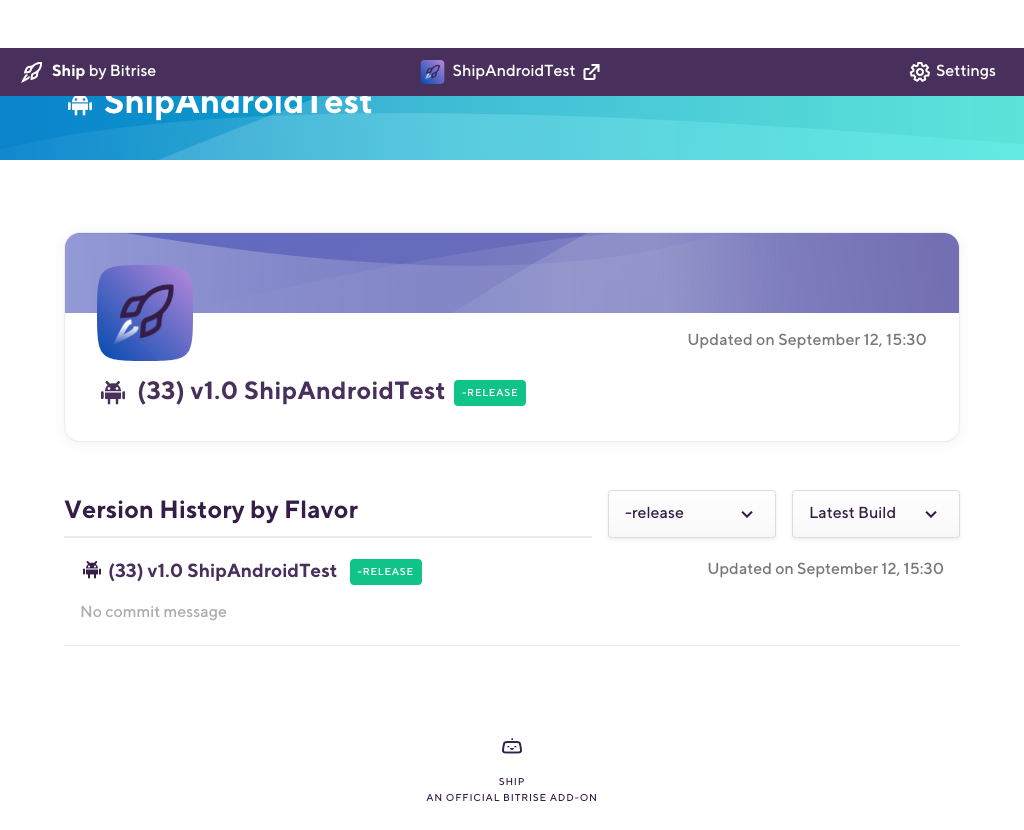 Ship by Bitrise
ShipAndroidTest
Settings
ShipAndroidTest
Updated on September 12, 15:30
(33) v1.0 ShipAndroidTest
-RELEASE
Version History by Flavor
-release
Latest Build
(33) v1.0 ShipAndroidTest
-RELEASE
Updated on September 12, 15:30
No commit message
SHIP
AN OFFICIAL BITRISE ADD-ON